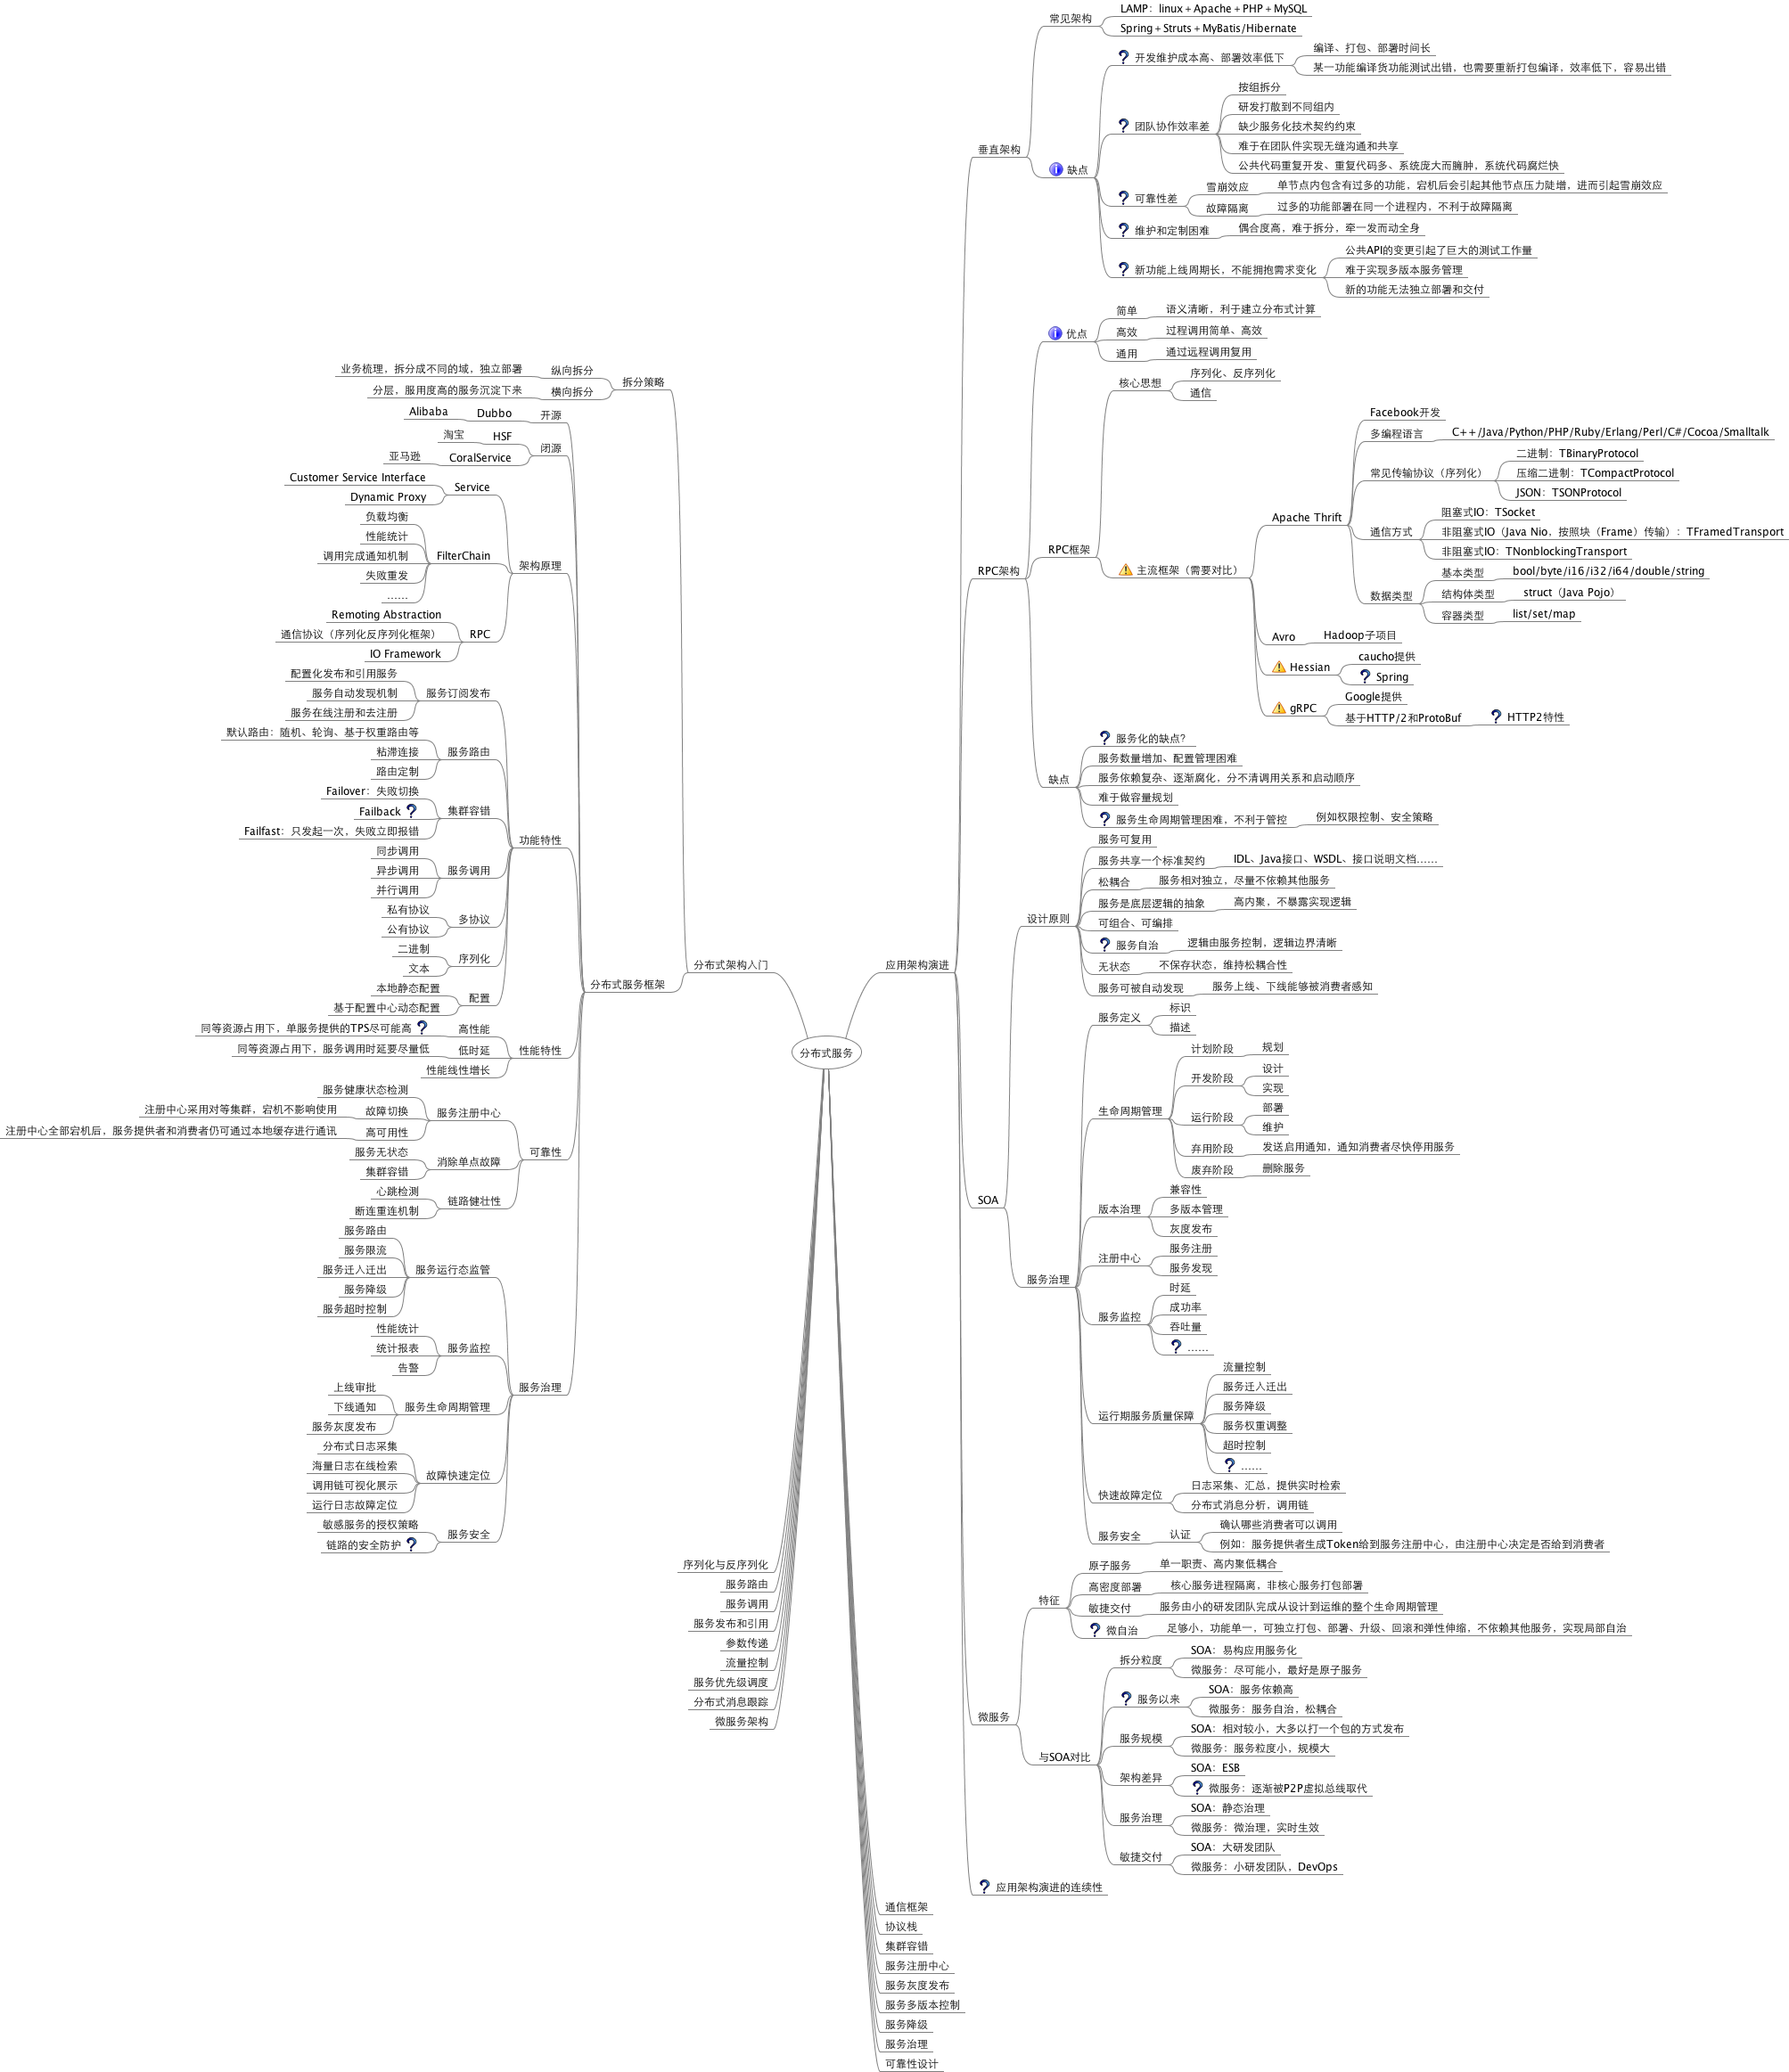 分布式服务
应用架构演进
垂直架构
常见架构
LAMP：linux + Apache + PHP + MySQL
Spring + Struts + MyBatis/Hibernate
缺点
开发维护成本高、部署效率低下
编译、打包、部署时间长
某一功能编译货功能测试出错，也需要重新打包编译，效率低下，容易出错
团队协作效率差
按组拆分
研发打散到不同组内
缺少服务化技术契约约束
难于在团队件实现无缝沟通和共享
公共代码重复开发、重复代码多、系统庞大而臃肿，系统代码腐烂快
可靠性差
雪崩效应
单节点内包含有过多的功能，宕机后会引起其他节点压力陡增，进而引起雪崩效应
故障隔离
过多的功能部署在同一个进程内，不利于故障隔离
维护和定制困难
偶合度高，难于拆分，牵一发而动全身
新功能上线周期长，不能拥抱需求变化
公共API的变更引起了巨大的测试工作量
难于实现多版本服务管理
新的功能无法独立部署和交付
RPC架构
优点
简单
语义清晰，利于建立分布式计算
高效
过程调用简单、高效
通用
通过远程调用复用
RPC框架
核心思想
序列化、反序列化
通信
主流框架（需要对比）
Apache Thrift
Facebook开发
多编程语言
C++/Java/Python/PHP/Ruby/Erlang/Perl/C#/Cocoa/Smalltalk
常见传输协议（序列化）
二进制：TBinaryProtocol
压缩二进制：TCompactProtocol
JSON：TSONProtocol
通信方式
阻塞式IO：TSocket
非阻塞式IO（Java Nio，按照块（Frame）传输）：TFramedTransport
非阻塞式IO：TNonblockingTransport
数据类型
基本类型
bool/byte/i16/i32/i64/double/string
结构体类型
struct（Java Pojo）
容器类型
list/set/map
Avro
Hadoop子项目
Hessian
caucho提供
Spring
gRPC
Google提供
基于HTTP/2和ProtoBuf
HTTP2特性
缺点
服务化的缺点？
服务数量增加、配置管理困难
服务依赖复杂、逐渐腐化，分不清调用关系和启动顺序
难于做容量规划
服务生命周期管理困难，不利于管控
例如权限控制、安全策略
SOA
设计原则
服务可复用
服务共享一个标准契约
IDL、Java接口、WSDL、接口说明文档……
松耦合
服务相对独立，尽量不依赖其他服务
服务是底层逻辑的抽象
高内聚，不暴露实现逻辑
可组合、可编排
服务自治
逻辑由服务控制，逻辑边界清晰
无状态
不保存状态，维持松耦合性
服务可被自动发现
服务上线、下线能够被消费者感知
服务治理
服务定义
标识
描述
生命周期管理
计划阶段
规划
开发阶段
设计
实现
运行阶段
部署
维护
弃用阶段
发送启用通知，通知消费者尽快停用服务
废弃阶段
删除服务
版本治理
兼容性
多版本管理
灰度发布
注册中心
服务注册
服务发现
服务监控
时延
成功率
吞吐量
……
运行期服务质量保障
流量控制
服务迁入迁出
服务降级
服务权重调整
超时控制
……
快速故障定位
日志采集、汇总，提供实时检索
分布式消息分析，调用链
服务安全
认证
确认哪些消费者可以调用
例如：服务提供者生成Token给到服务注册中心，由注册中心决定是否给到消费者
微服务
特征
原子服务
单一职责、高内聚低耦合
高密度部署
核心服务进程隔离，非核心服务打包部署
敏捷交付
服务由小的研发团队完成从设计到运维的整个生命周期管理
微自治
足够小，功能单一，可独立打包、部署、升级、回滚和弹性伸缩，不依赖其他服务，实现局部自治
与SOA对比
拆分粒度
SOA：易构应用服务化
微服务：尽可能小，最好是原子服务
服务以来
SOA：服务依赖高
微服务：服务自治，松耦合
服务规模
SOA：相对较小，大多以打一个包的方式发布
微服务：服务粒度小，规模大
架构差异
SOA：ESB
微服务：逐渐被P2P虚拟总线取代
服务治理
SOA：静态治理
微服务：微治理，实时生效
敏捷交付
SOA：大研发团队
微服务：小研发团队，DevOps
应用架构演进的连续性
通信框架
协议栈
集群容错
服务注册中心
服务灰度发布
服务多版本控制
服务降级
服务治理
可靠性设计
分布式架构入门
拆分策略
纵向拆分
业务梳理，拆分成不同的域，独立部署
横向拆分
分层，服用度高的服务沉淀下来
分布式服务框架
开源
Dubbo
Alibaba
闭源
HSF
淘宝
CoralService
亚马逊
架构原理
Service
Customer Service Interface
Dynamic Proxy
FilterChain
负载均衡
性能统计
调用完成通知机制
失败重发
……
RPC
Remoting Abstraction
通信协议（序列化反序列化框架）
IO Framework
功能特性
服务订阅发布
配置化发布和引用服务
服务自动发现机制
服务在线注册和去注册
服务路由
默认路由：随机、轮询、基于权重路由等
粘滞连接
路由定制
集群容错
Failover：失败切换
Failback
Failfast：只发起一次，失败立即报错
服务调用
同步调用
异步调用
并行调用
多协议
私有协议
公有协议
序列化
二进制
文本
配置
本地静态配置
基于配置中心动态配置
性能特性
高性能
同等资源占用下，单服务提供的TPS尽可能高
低时延
同等资源占用下，服务调用时延要尽量低
性能线性增长
可靠性
服务注册中心
服务健康状态检测
故障切换
注册中心采用对等集群，宕机不影响使用
高可用性
注册中心全部宕机后，服务提供者和消费者仍可通过本地缓存进行通讯
消除单点故障
服务无状态
集群容错
链路健壮性
心跳检测
断连重连机制
服务治理
服务运行态监管
服务路由
服务限流
服务迁入迁出
服务降级
服务超时控制
服务监控
性能统计
统计报表
告警
服务生命周期管理
上线审批
下线通知
服务灰度发布
故障快速定位
分布式日志采集
海量日志在线检索
调用链可视化展示
运行日志故障定位
服务安全
敏感服务的授权策略
链路的安全防护
序列化与反序列化
服务路由
服务调用
服务发布和引用
参数传递
流量控制
服务优先级调度
分布式消息跟踪
微服务架构